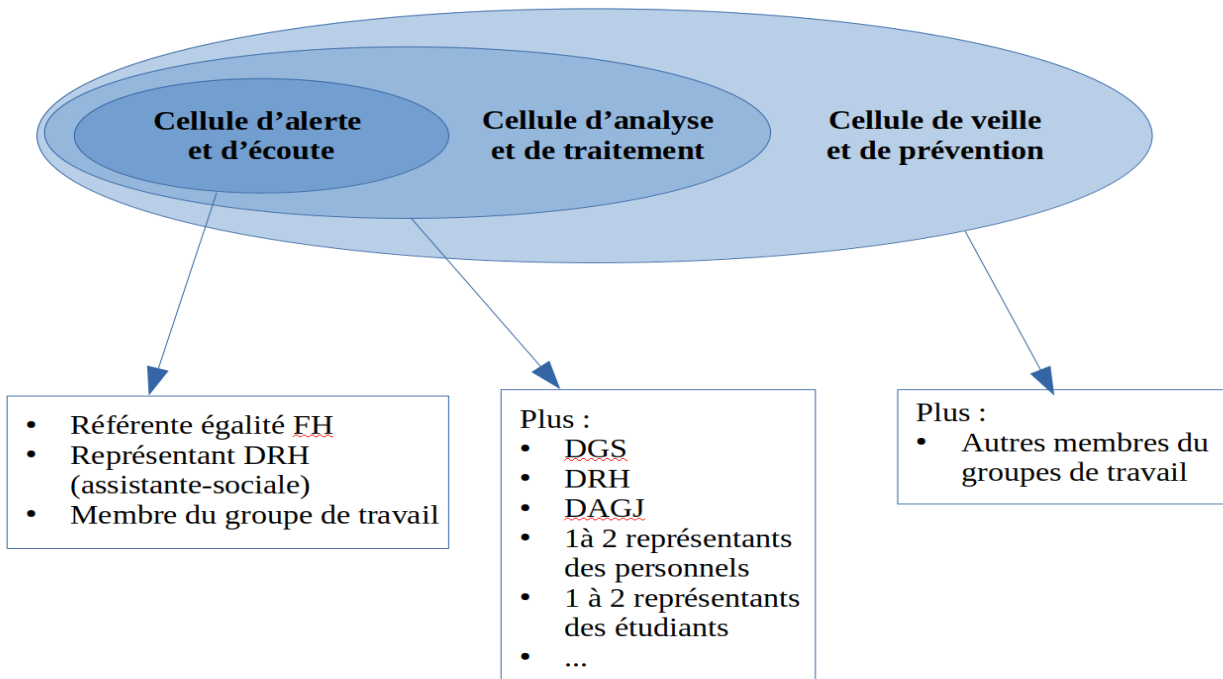 Cellule d’alerte
et d’écoute
Cellule d’analyse
et de traitement
Cellule de veille
et de prévention
• Référente égalité FH
• Représentant DRH
(assistante-sociale)
• Membre du groupe de travail
Plus :
• DGS
• DRH
• DAGJ
• 1à 2 représentants
des personnels
• 1 à 2 représentants
des étudiants
• ...
Plus :
• Autres membres du
groupes de travail